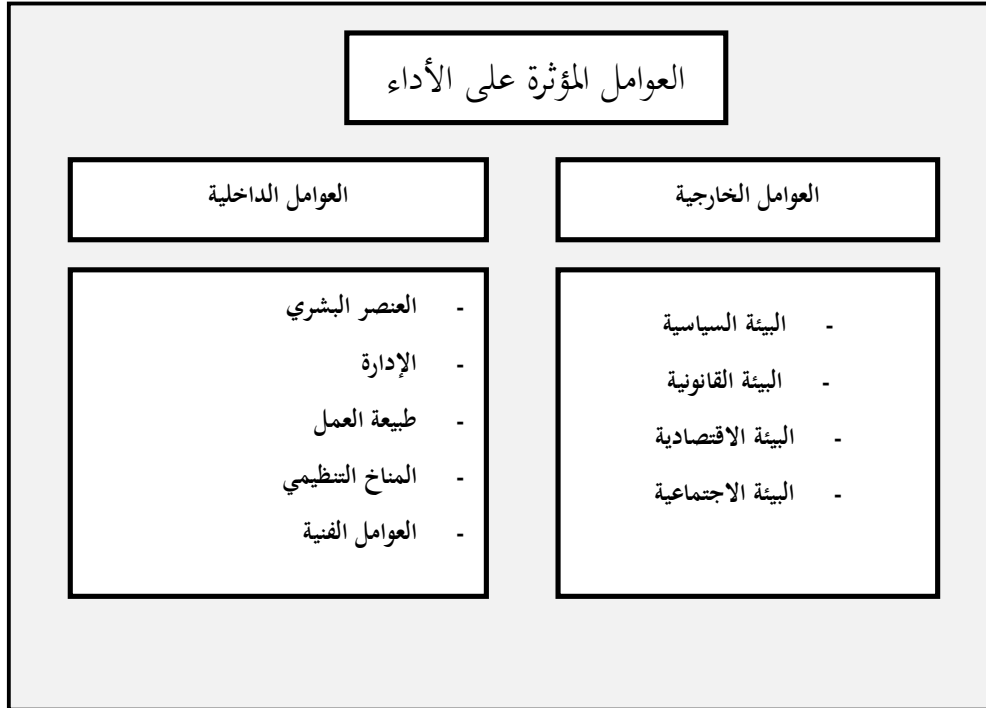 العوامل المؤثرة على الأداء
العوامل الخارجية
- البيئة السياسية
- البيئة القانونية
- البيئة الاقتصادية
- البيئة الاجتماعية
العوامل الداخلية
- العنصر البشري
- الإدارة
- طبيعة العمل
- المناخ التنظيمي
- العوامل الفنية